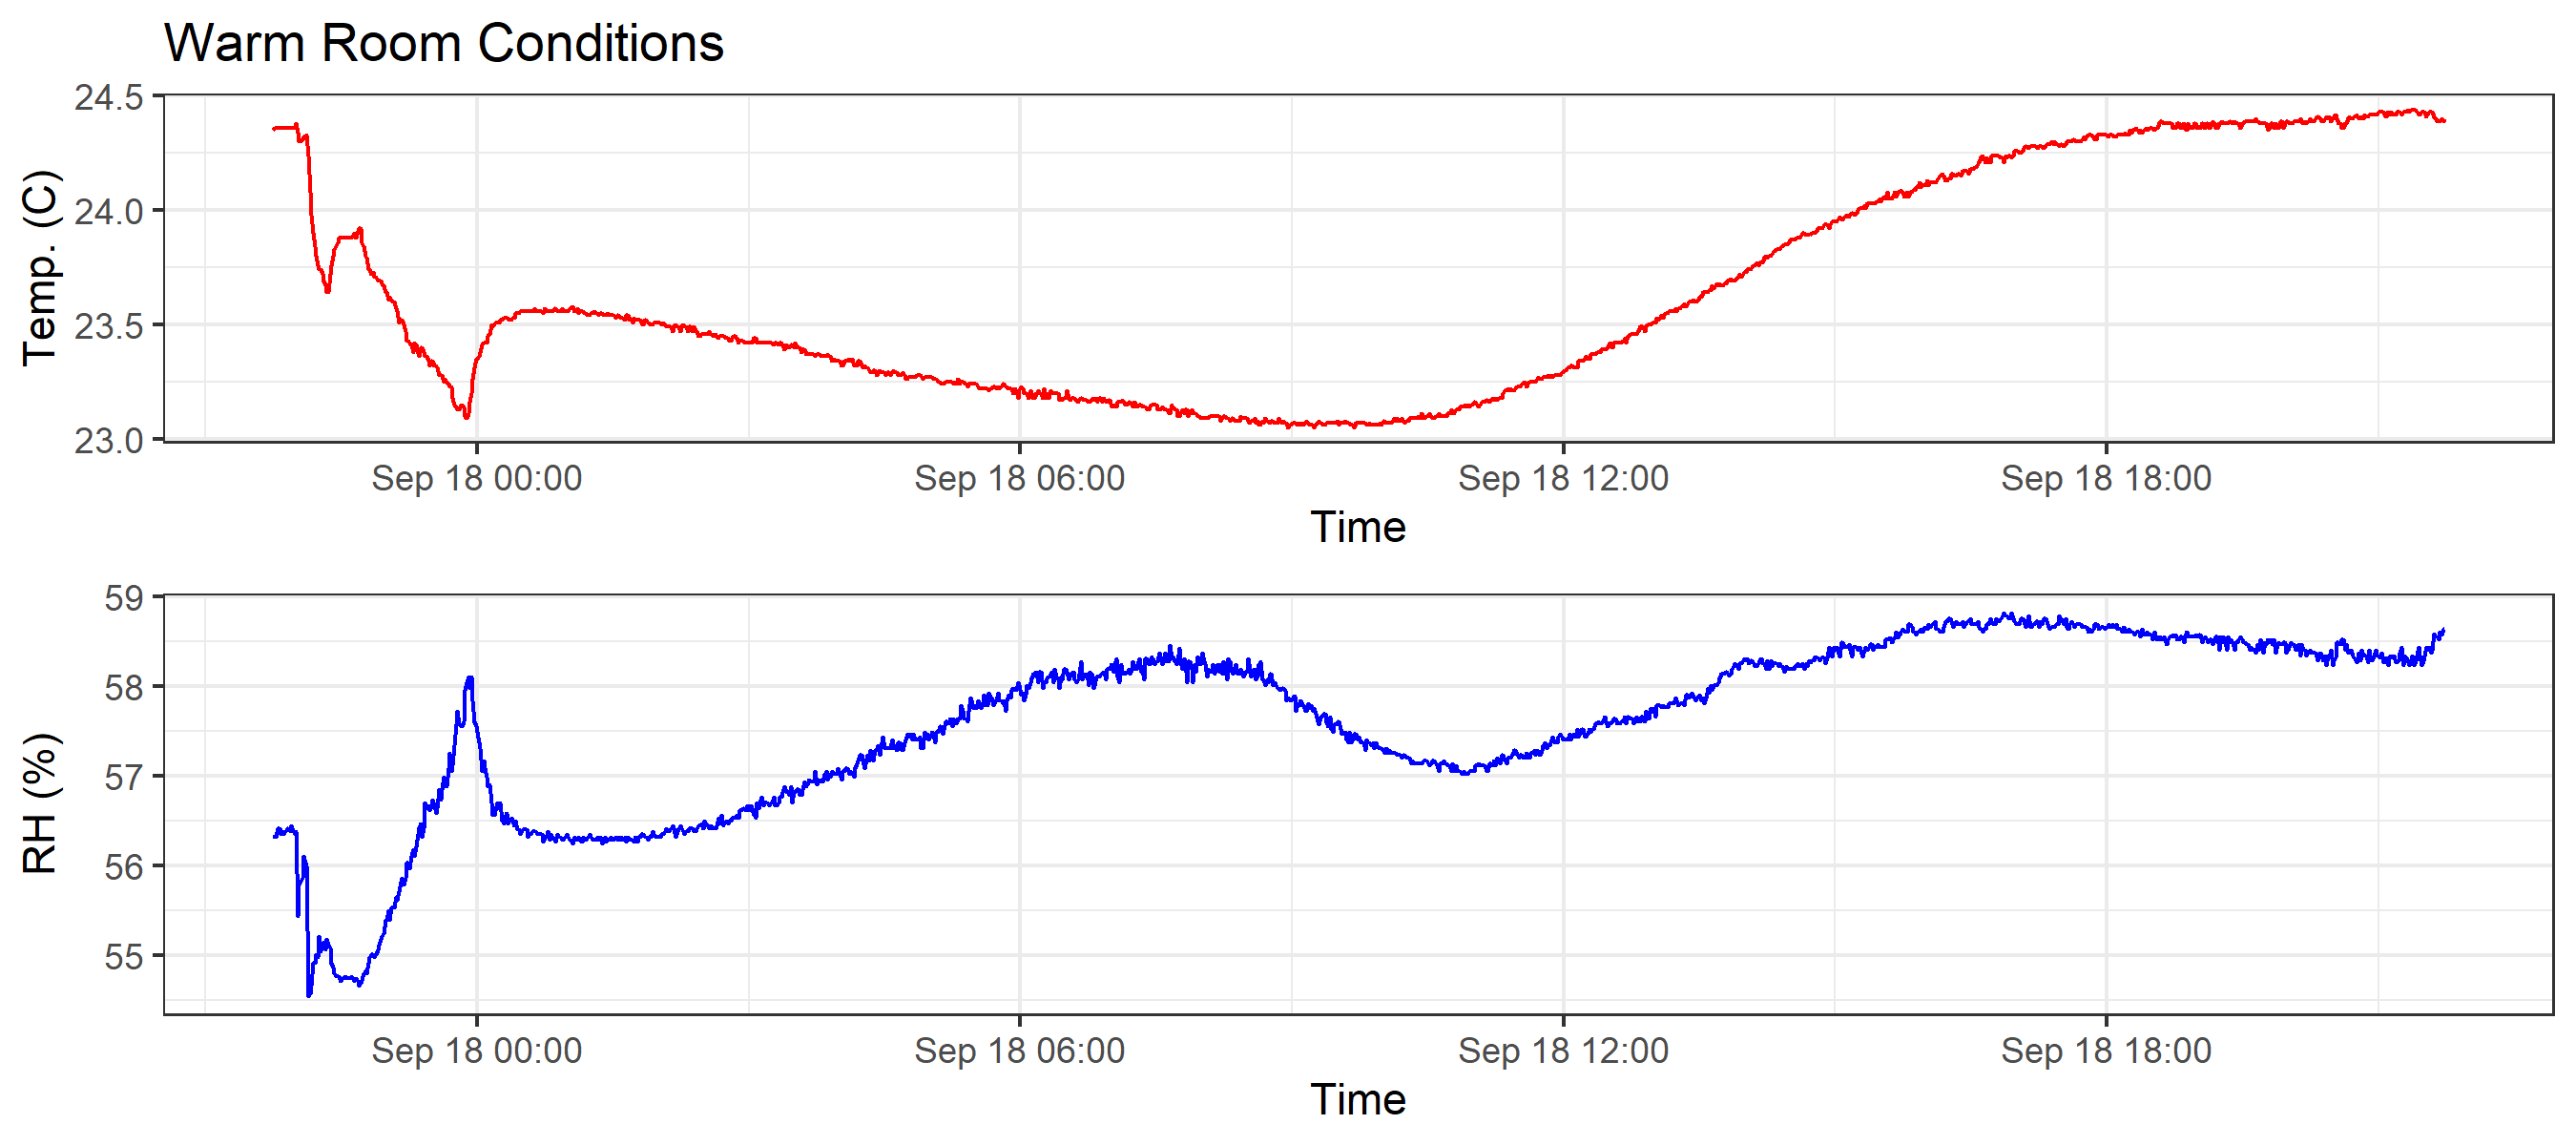 Warm Room Conditions
24.5
24.0
23.5
23.0
Temp. (C)
Sep 18 00:00 Sep 18 06:00 Sep 18 12:00 Sep 18 18:00
Time
59
58
57
56
55
RH (%)
Sep 18 00:00 Sep 18 06:00 Sep 18 12:00 Sep 18 18:00
Time